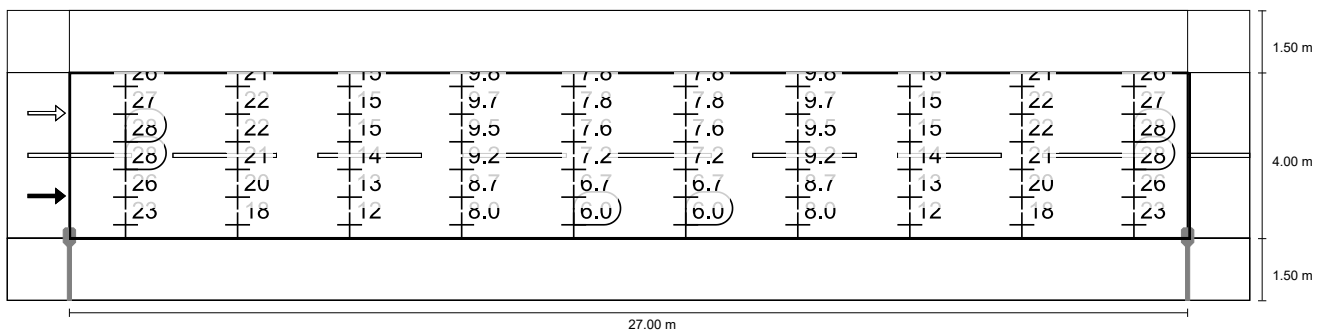 1.50 m
26 21 15 9.8 7.8 7.8 9.8 15 21 26
27 22 15 9.7 7.8 7.8 9.7 15 22 27
28 22 15 9.5 7.6 7.6 9.5 15 22 28
28 21 14 9.2 7.2 7.2 9.2 14 21 28
4.00 m
26 20 13 8.7 6.7 6.7 8.7 13 20 26
23 18 12 8.0 6.0 6.0 8.0 12 18 23
1.50 m
27.00 m